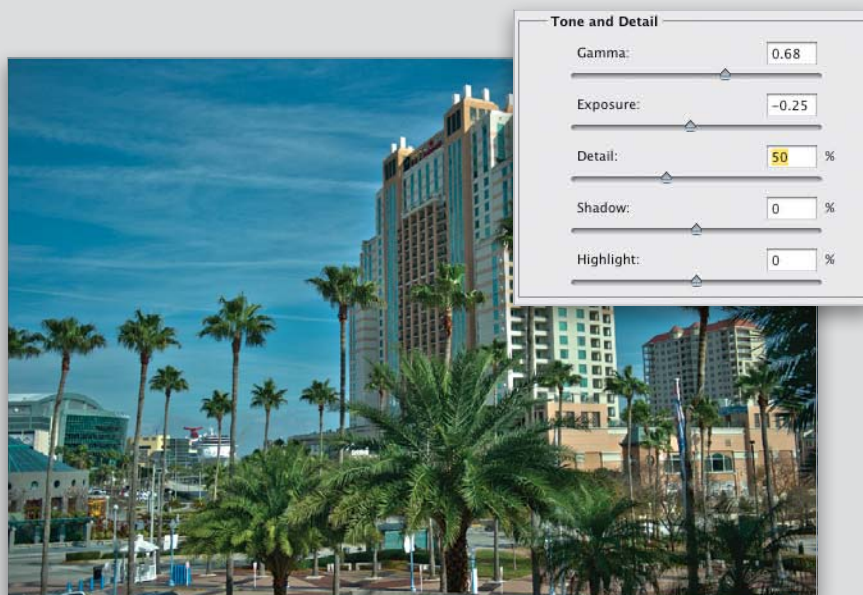 Tone and Detail
Gamma: 0.68
Exposure: -0.25
Detail: 50 %
Shadow: 0 %
Highlight: 0 %